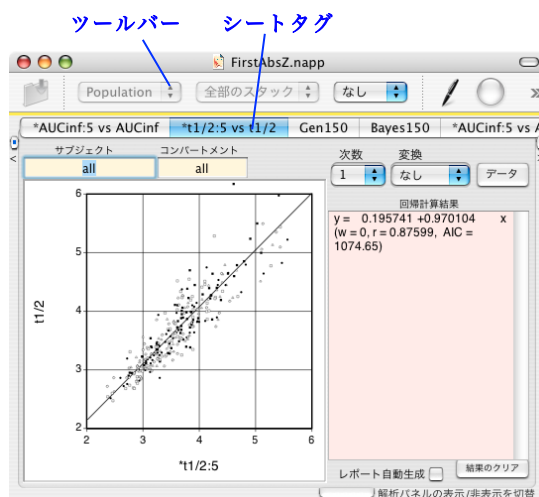 ツールバー シートタグ
FirstAbsZ.napp
Population 全部のスタック なし
*AUCinf:5 vs AUCinf *t1/2:5 vs t1/2 Gen150 Bayes150 *AUCinf:5 vs A
サブジェクト コンパートメント 次数 変換
all all 1 なし データ
回帰計算結果
y = 0.195741 +0.970104 x
(w = 0, r = 0.87599, AIC =
1074.65)
6
5
4
3
2
t1/2
2 3 4 5 6
*t1/2:5
レポート自動生成 結果のクリア
解析パネルの表示/非表示を切替